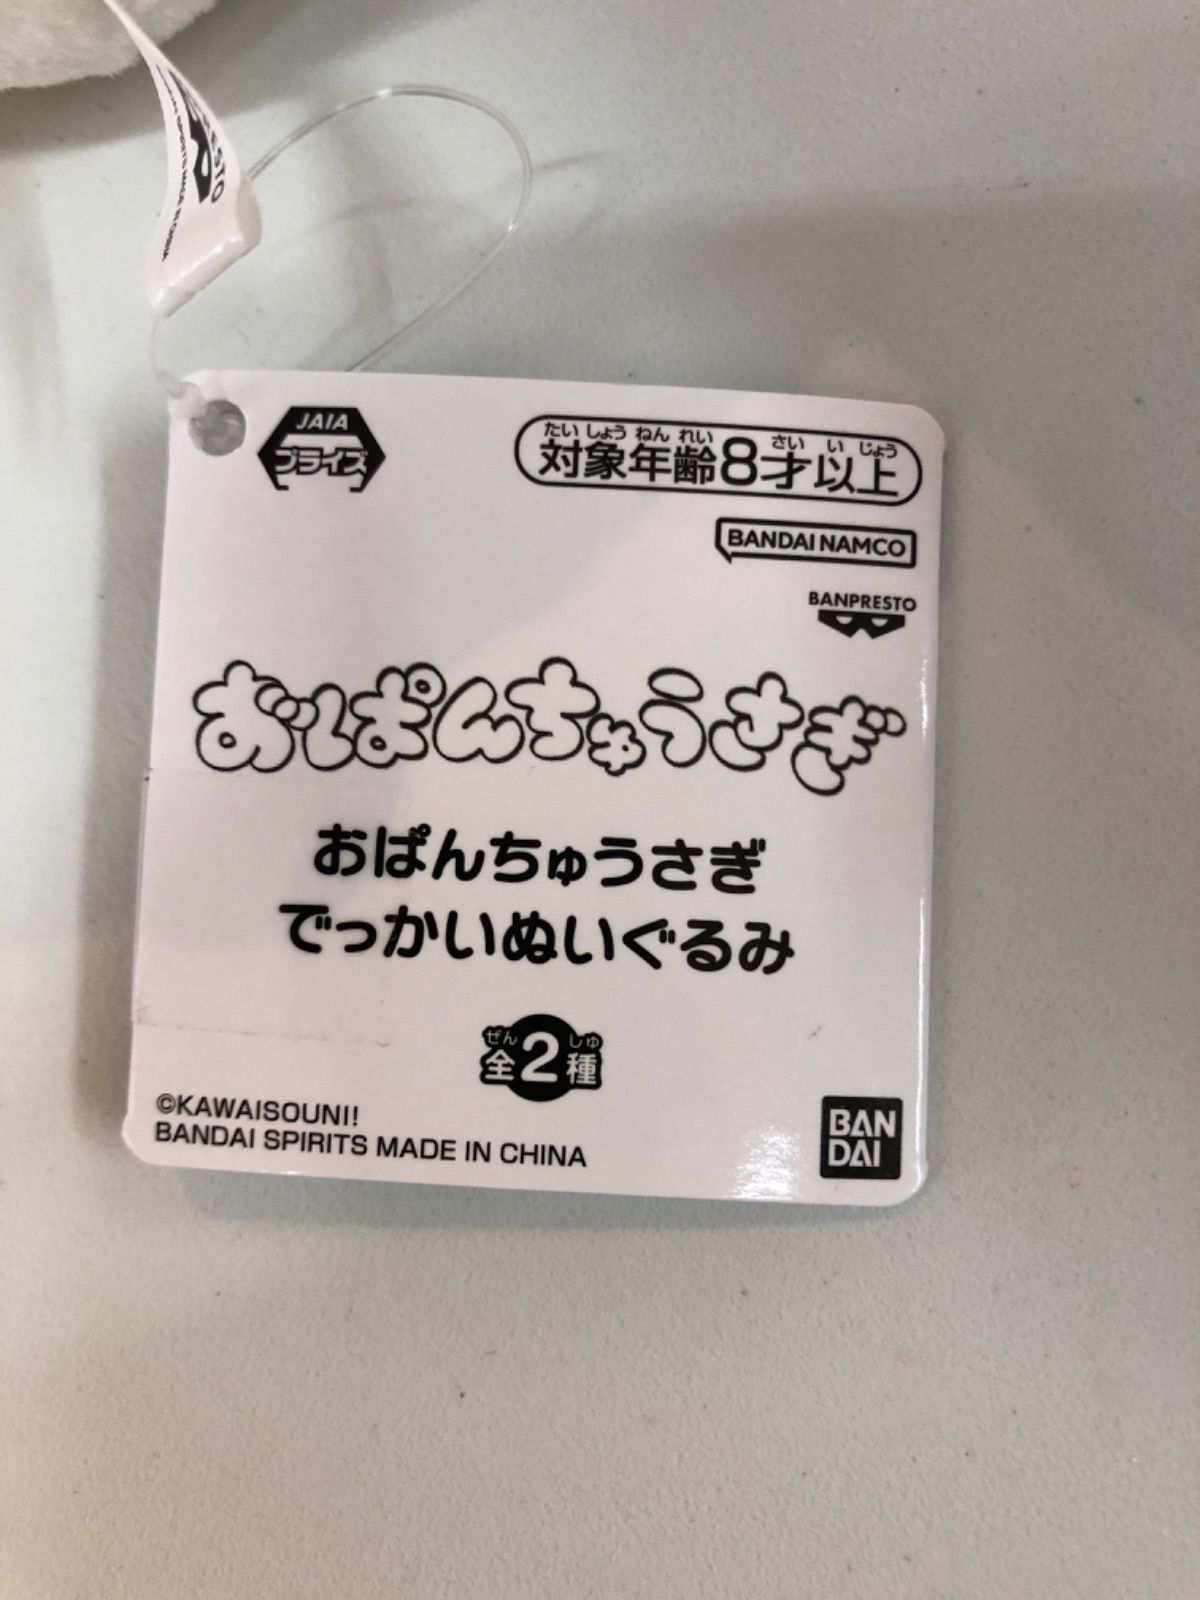 JAIA
プライズ
たいしょうねんれい さい いじょう
対象年齢8才以上
BANDAI NAMCO
BANPRESTO
おぱんちゅうさぎ
おぱんちゅうさぎ
でっかいぬいぐるみ
ぜん しゅ
全2種
©KAWAISOUNI!
BANDAI SPIRITS MADE IN CHINA
BAN
DAI